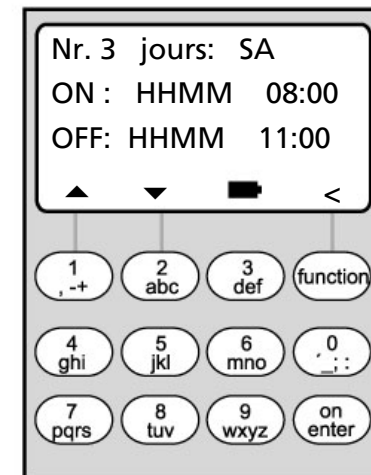 Nr. 3 jours: SA
ON : HHMM 08:00
OFF: HHMM 11:00
<
1 2 3 function
, -+ abc def
4 5 6 0
ghi jkl mno ´_; :
7 8 9 on
pqrs tuv wxyz enter